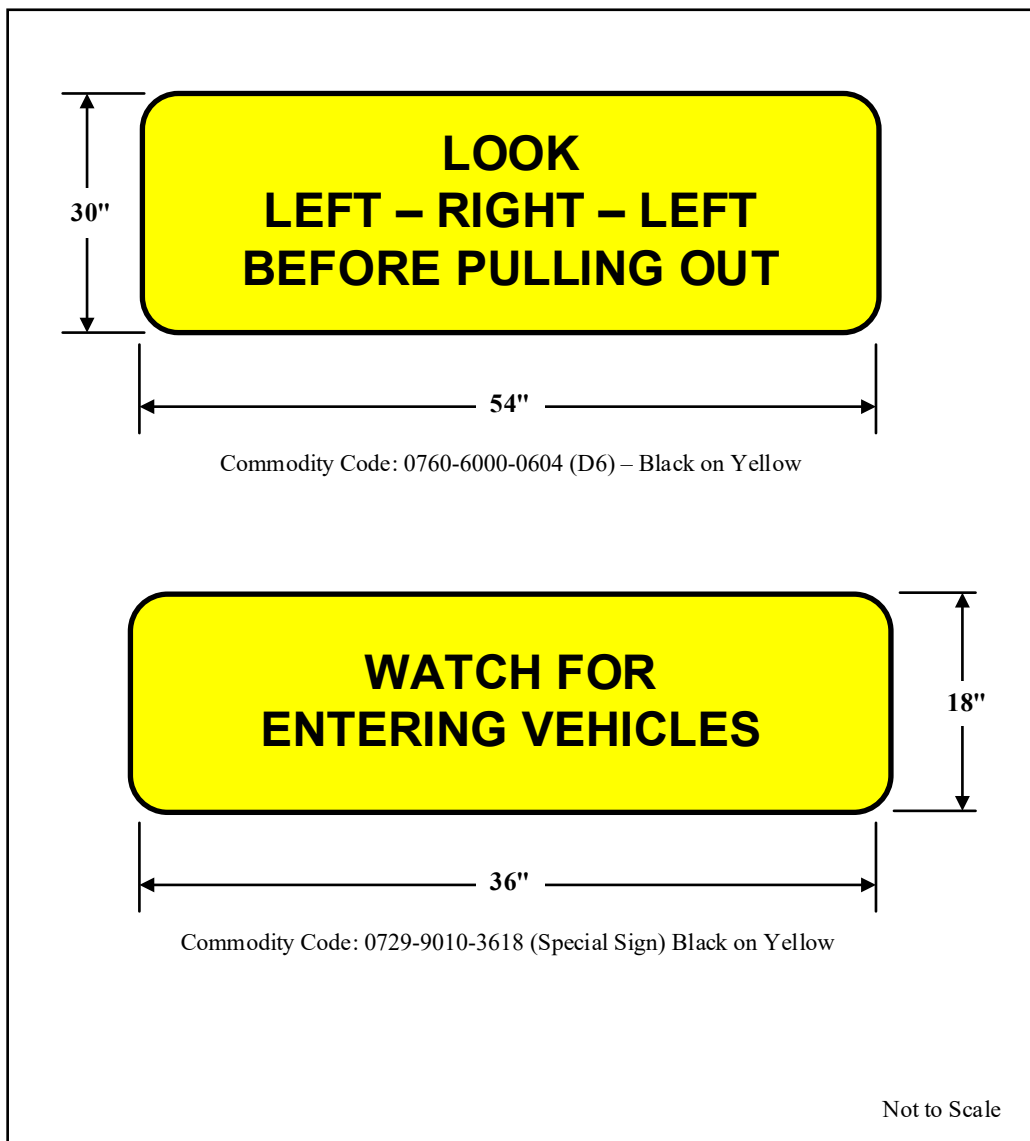 LOOK
LEFT – RIGHT – LEFT
BEFORE PULLING OUT
30"
54"
Commodity Code: 0760-6000-0604 (D6) – Black on Yellow
WATCH FOR
ENTERING VEHICLES
18"
36"
Commodity Code: 0729-9010-3618 (Special Sign) Black on Yellow
Not to Scale